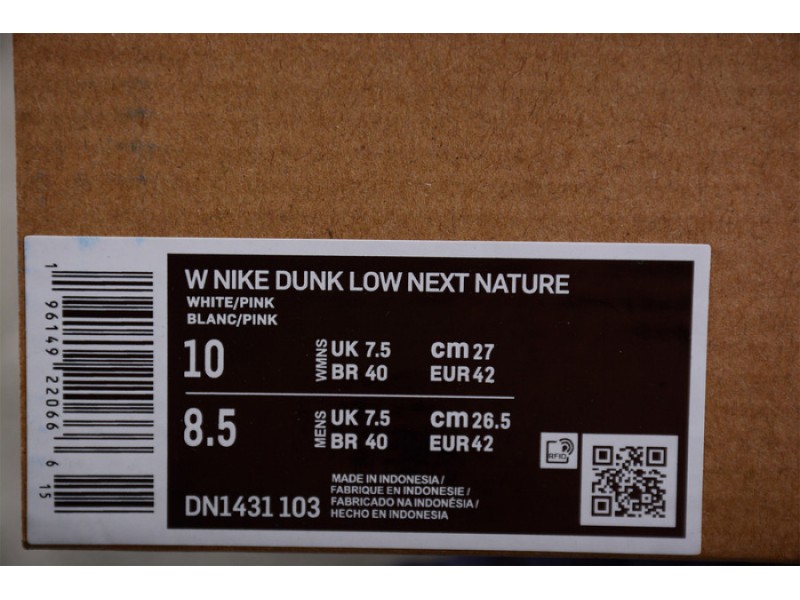 W NIKE DUNK LOW NEXT NATURE
WHITE/PINK
BLANC/PINK
10 WMNS UK 7.5 cm 27
BR 40 EUR 42
8.5 MENS UK 7.5 cm 26.5
BR 40 EUR 42
RFID
MADE IN INDONESIA /
FABRIQUE EN INDONESIE /
FABRICADO NA INDONÉSIA /
HECHO EN INDONESIA
DN1431 103
1 96149 22066 6 15